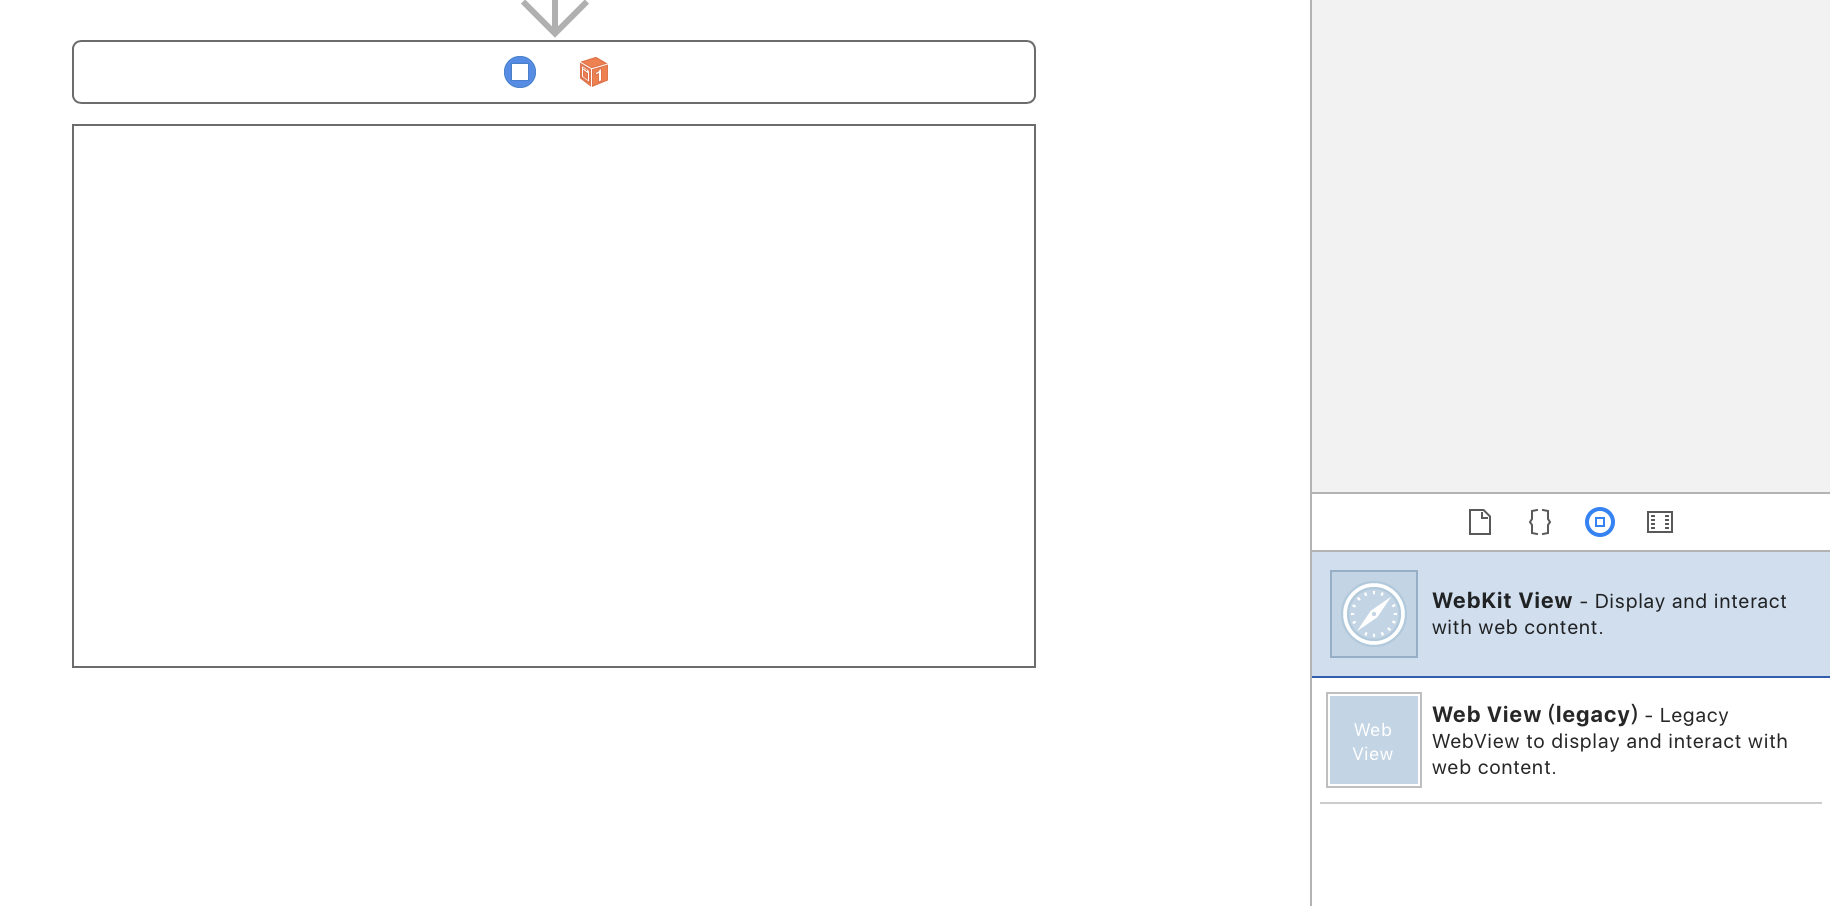 1
WebKit View - Display and interact
with web content.
Web
View
Web View (legacy) - Legacy
WebView to display and interact with
web content.